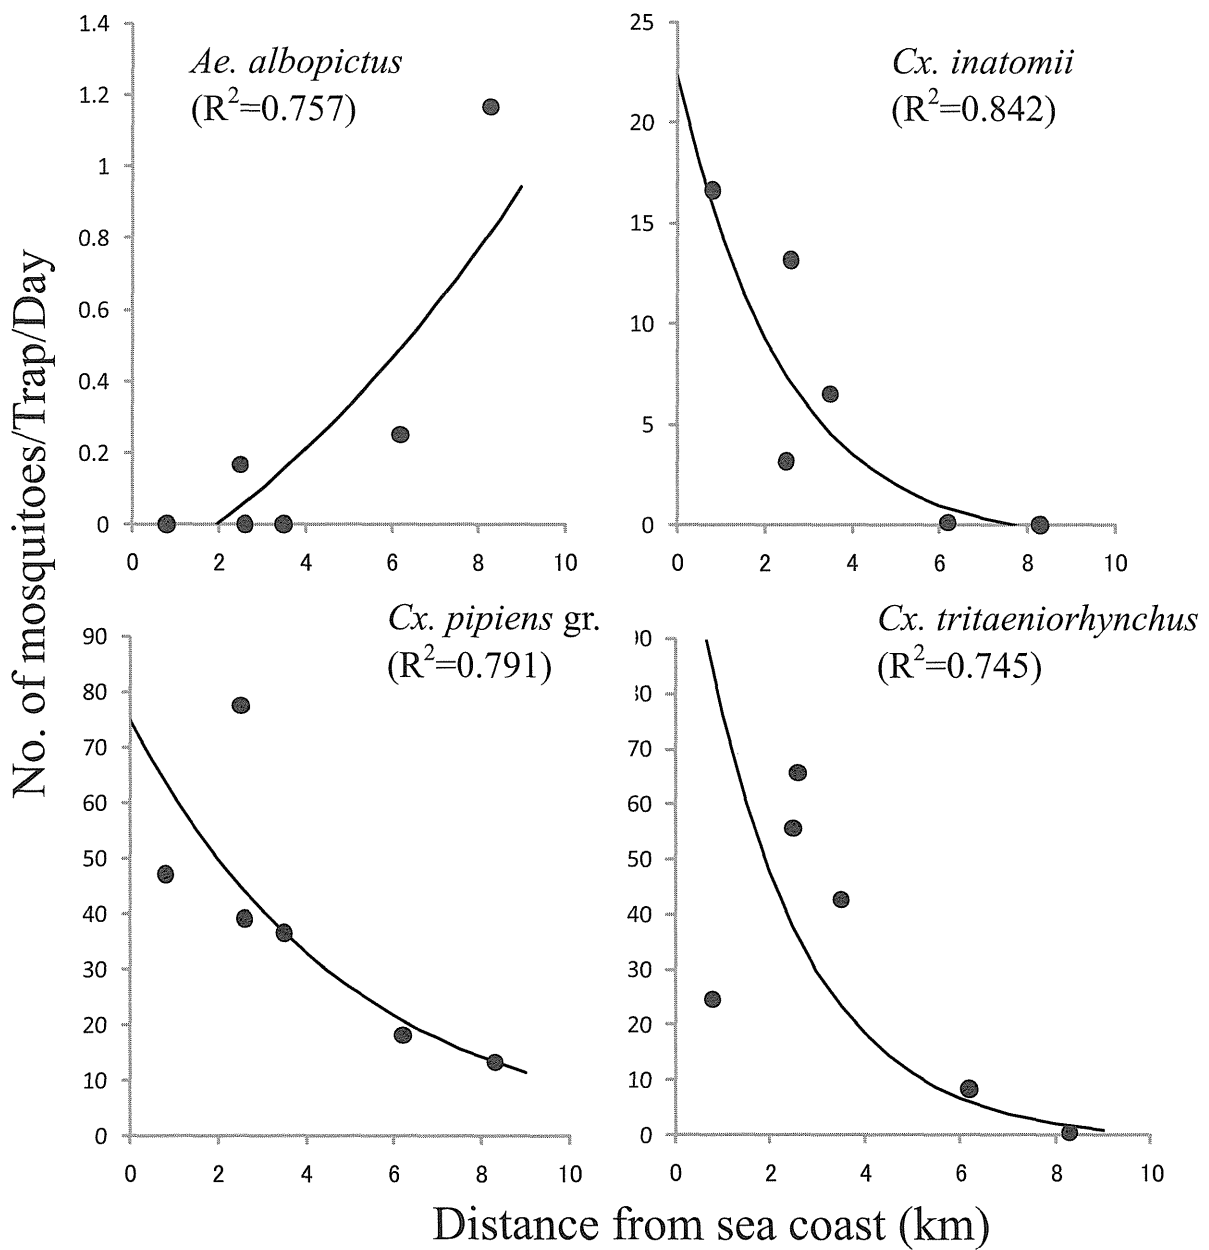 No. of mosquitoes/Trap/Day
Ae. albopictus
(R²=0.757)
1.4
1.2
1
0.8
0.6
0.4
0.2
0
0 2 4 6 8 10
Cx. inatomii
(R²=0.842)
25
20
15
10
5
0
0 2 4 6 8 10
Cx. pipiens gr.
(R²=0.791)
90
80
70
60
50
40
30
20
10
0
0 2 4 6 8 10
Cx. tritaeniorhynchus
(R²=0.745)
90
80
70
60
50
40
30
20
10
0
0 2 4 6 8 10
Distance from sea coast (km)